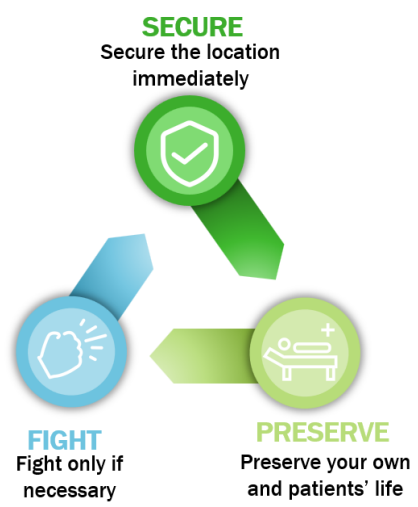 SECURE
Secure the location
immediately
FIGHT
Fight only if
necessary
PRESERVE
Preserve your own
and patients’ life